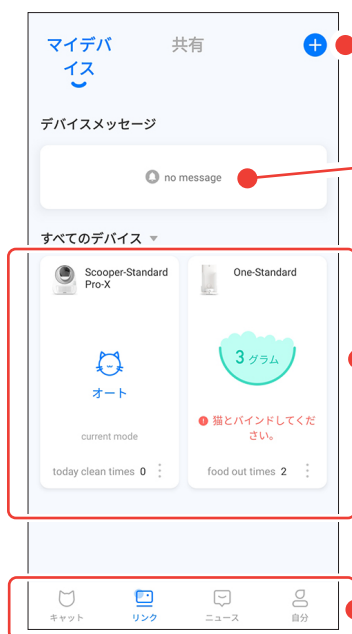 マイデバ
イス
共有
デバイスメッセージ
no message
すべてのデバイス
Scooper-Standard
Pro-X
オート
current mode
today clean times 0
One-Standard
3 グラム
猫とバインドしてくだ
さい。
food out times 2
キャット
リンク
ニュース
自分